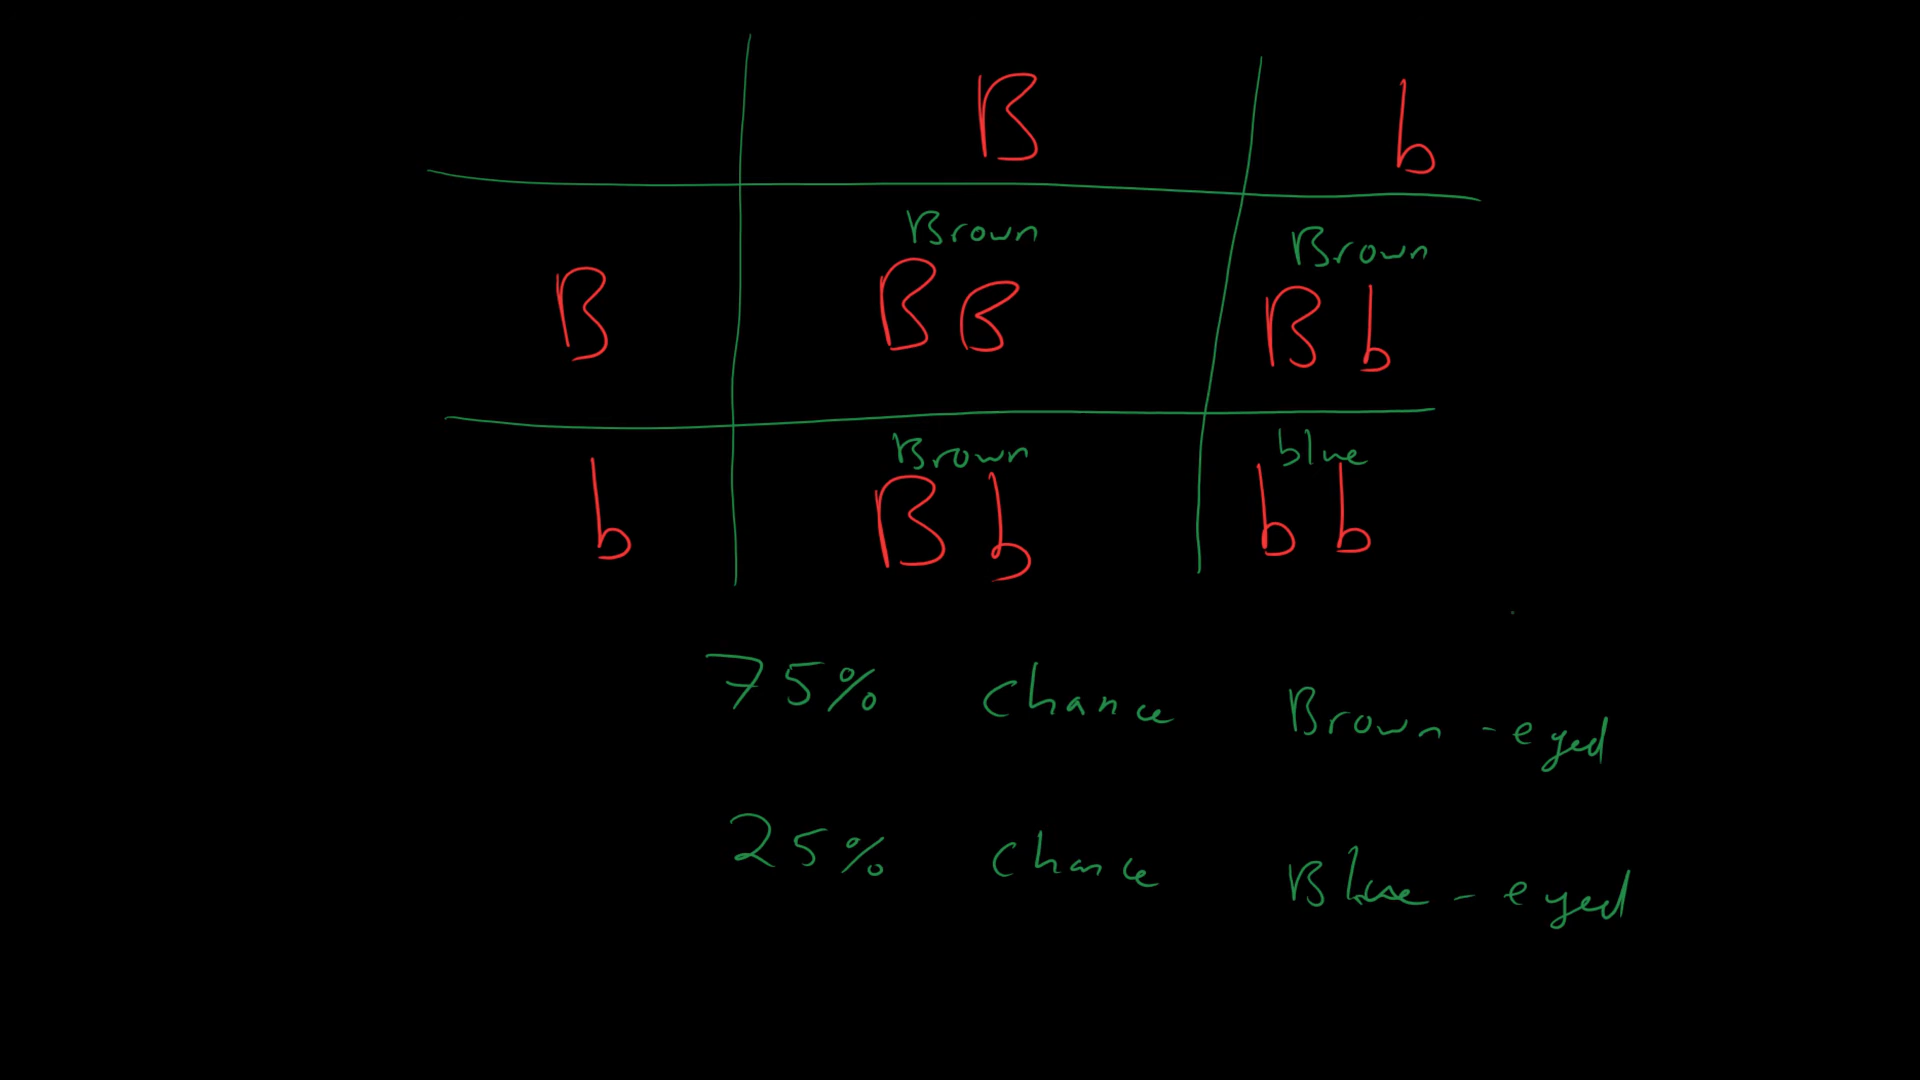 B b
Brown Brown
B BB Bb
Brown blue
b Bb bb
75% chance Brown-eyed
25% chance Blue-eyed